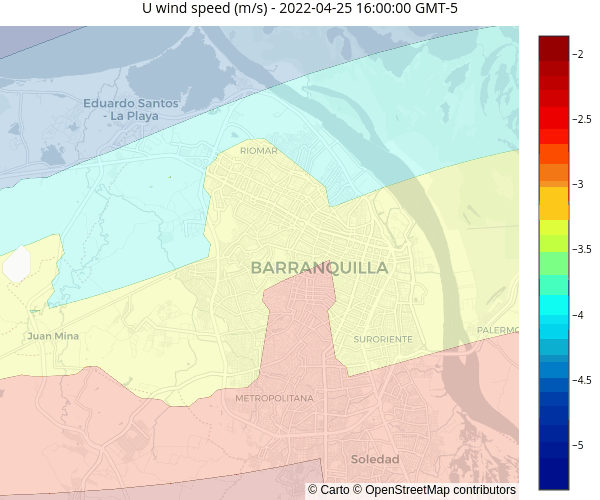 U wind speed (m/s) - 2022-04-25 16:00:00 GMT-5
Eduardo Santos
- La Playa
RIOMAR
BARRANQUILLA
Juan Mina
SURORIENTE
PALERMO
METROPOLITANA
Soledad
© Carto © OpenStreetMap contributors
−2
−2.5
−3
−3.5
−4
−4.5
−5